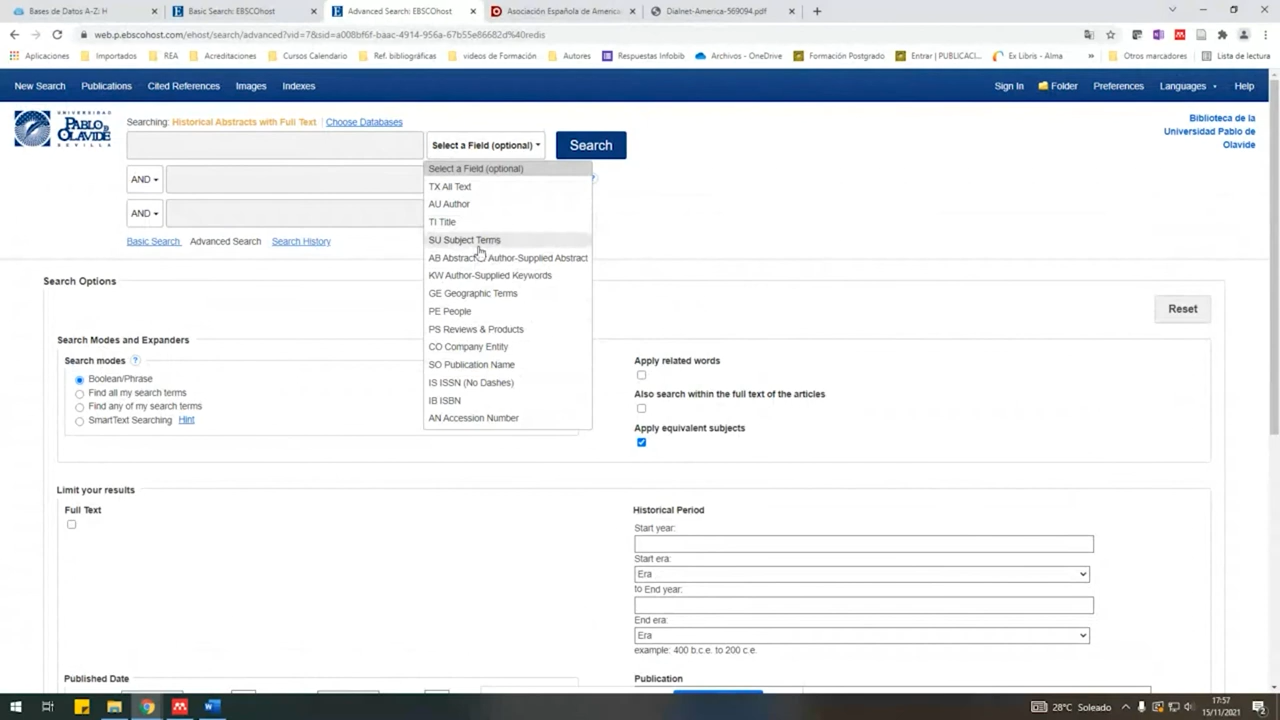 Bases de Datos A-Zi H
Basic Search: EBSCOhost
Advanced Search: EBSCOhost
Asociación Española de America
Dialnet-America-569094.pdf
web.p.ebscohost.com/ehost/search/advanced?vid=7&sid=a008bf6f-baac-4914-956a-67b55e86682d%40redis
Aplicaciones
Importados
REA
Acreditaciones
Cursos Calendario
Ref. bibliográficas
videos de Formación
Autores
Respuestas Infobib
Archivos - OneDrive
Formación Postgrado
Entrar | PUBLICACI...
Ex Libris - Alma
»
Otros marcadores
Lista de lectura
New Search
Publications
Cited References
Images
Indexes
Sign In
Folder
Preferences
Languages
Help
UNIVERSIDAD
PABLO DE
OLAVIDE
SEVILLA
Searching: Historical Abstracts with Full Text | Choose Databases
Select a Field (optional)
Search
Biblioteca de la
Universidad Pablo de
Olavide
AND
AND
Select a Field (optional)
TX All Text
AU Author
TI Title
SU Subject Terms
AB Abstract Author-Supplied Abstract
KW Author-Supplied Keywords
GE Geographic Terms
PE People
PS Reviews & Products
CO Company Entity
SO Publication Name
IS ISSN (No Dashes)
IB ISBN
AN Accession Number
Basic Search Advanced Search Search History
Search Options
Reset
Search Modes and Expanders
Search modes ?
Boolean/Phrase
Find all my search terms
Find any of my search terms
SmartText Searching Hint
Apply related words
Also search within the full text of the articles
Apply equivalent subjects
Limit your results
Full Text
Historical Period
Start year:
Start era:
Era
to End year:
End era:
Era
example: 400 b.c.e. to 200 c.e.
Published Date
Publication
28°C Soleado
17:57
15/11/2021
2